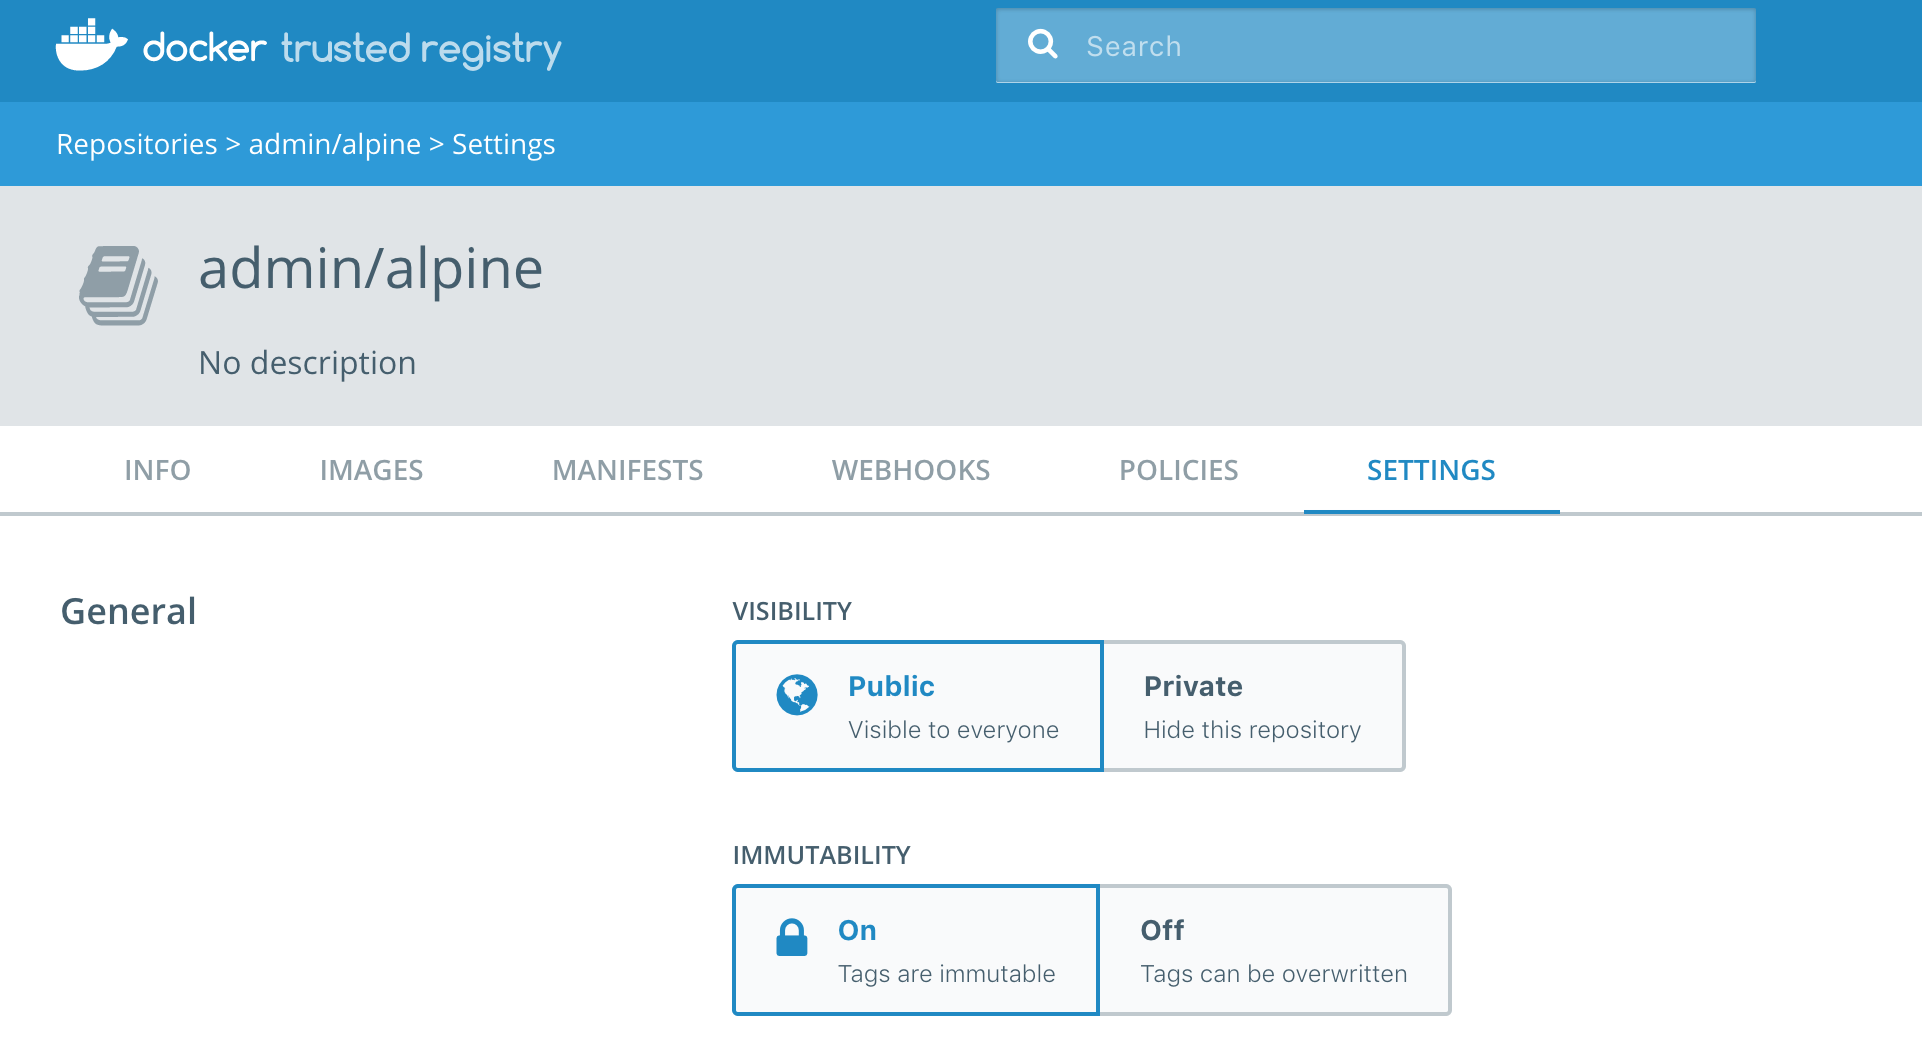 docker trusted registry
Search
Repositories > admin/alpine > Settings
admin/alpine
No description
INFO IMAGES MANIFESTS WEBHOOKS POLICIES SETTINGS
General
VISIBILITY
Public
Visible to everyone
Private
Hide this repository
IMMUTABILITY
On
Tags are immutable
Off
Tags can be overwritten